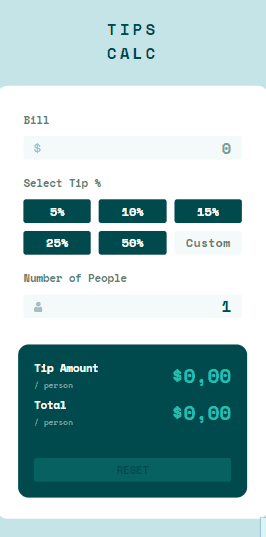 TIPS
CALC
Bill
$ 0
Select Tip %
5% 10% 15%
25% 50% Custom
Number of People
1
Tip Amount
/ person
$0,00
Total
/ person
$0,00
RESET